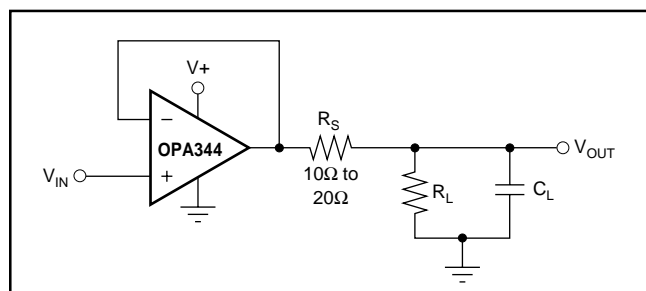 V+
−
OPA344
+
V_IN
R_S
10Ω to
20Ω
R_L
C_L
V_OUT